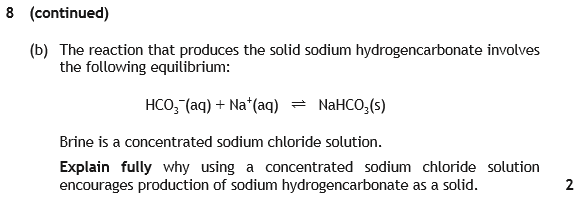 8 (continued)
(b) The reaction that produces the solid sodium hydrogencarbonate involves
the following equilibrium:
HCO₃⁻(aq) + Na⁺(aq) ⇌ NaHCO₃(s)
Brine is a concentrated sodium chloride solution.
Explain fully why using a concentrated sodium chloride solution
encourages production of sodium hydrogencarbonate as a solid. 2